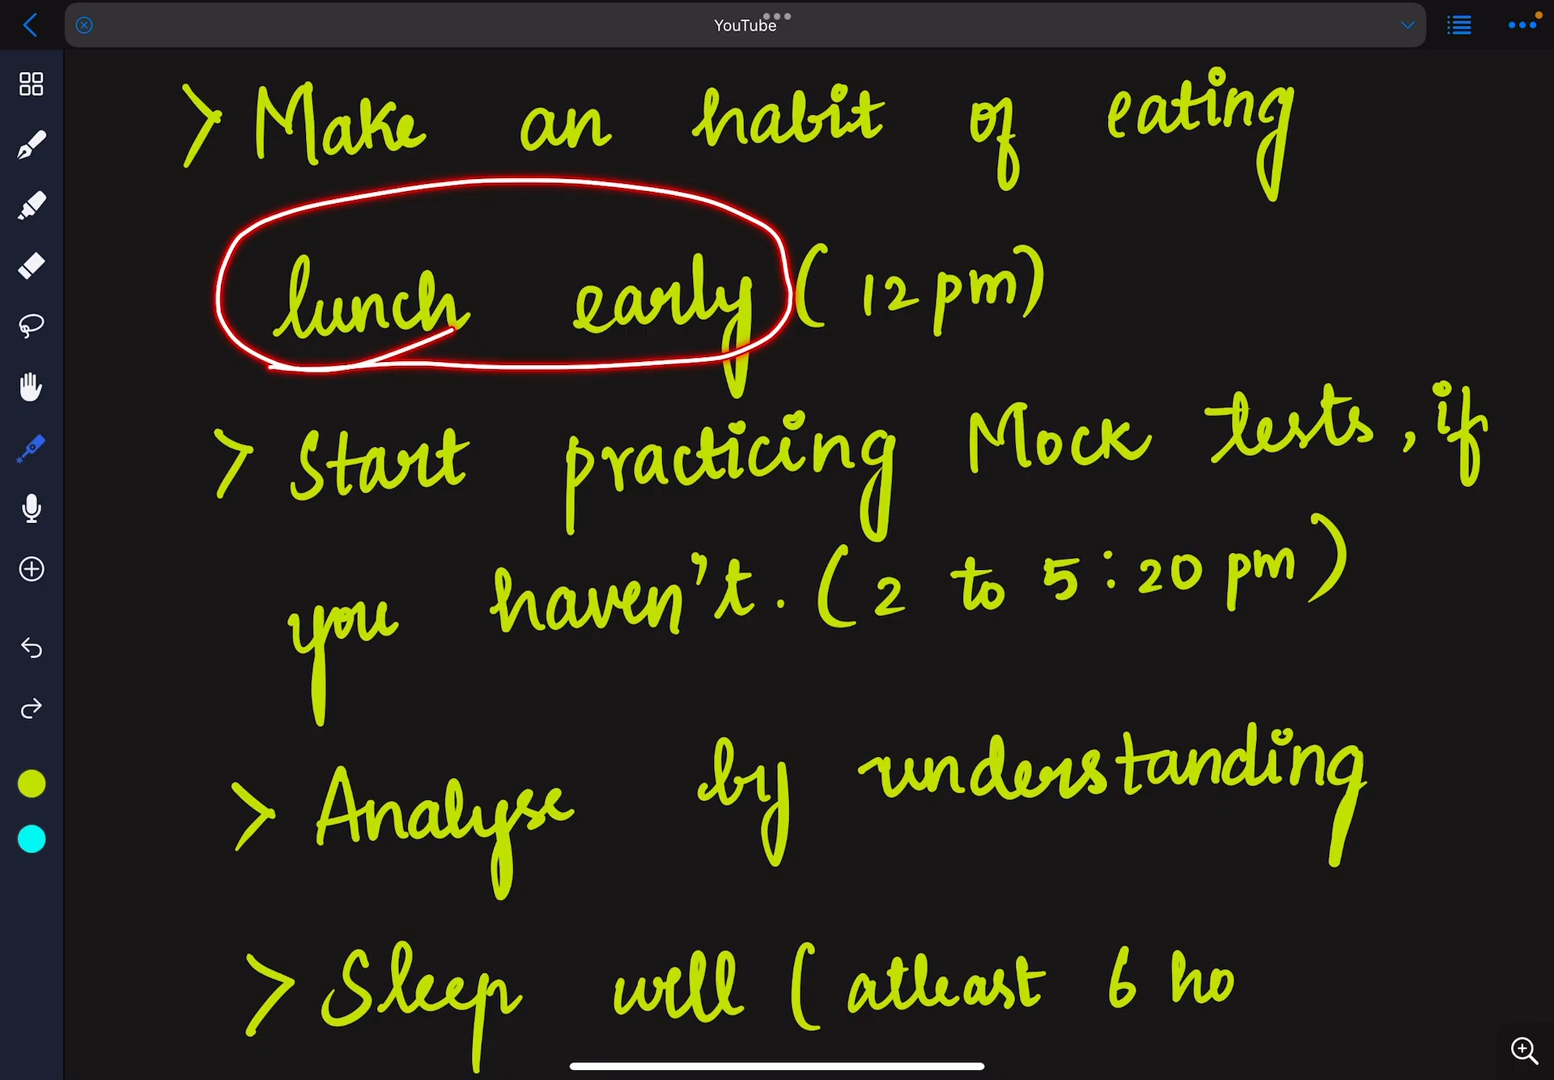 YouTube
> Make an habit of eating
lunch early ( 12 pm)
> Start practicing Mock tests, if
you haven't. ( 2 to 5:20 pm )
> Analyse by understanding
> Sleep well ( atleast 6 ho